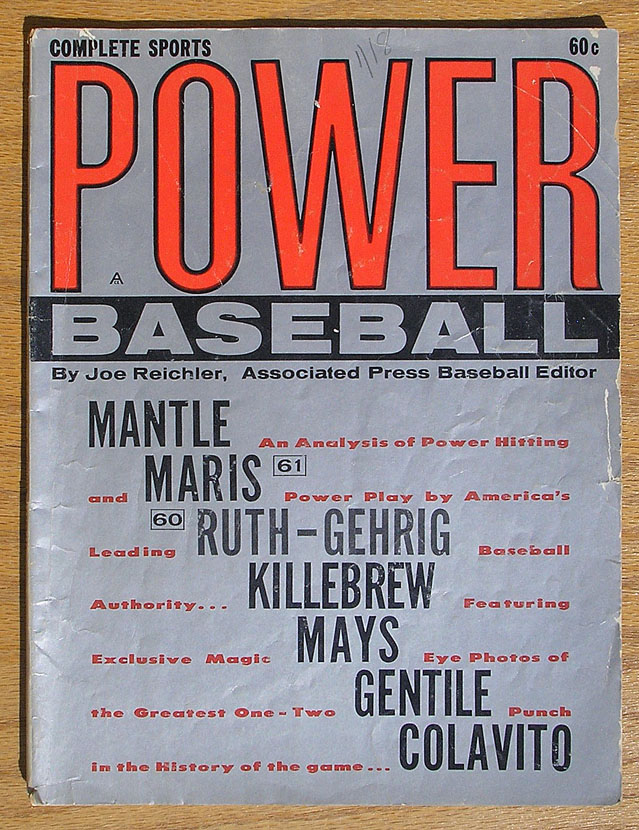 COMPLETE SPORTS 60c
POWER
BASEBALL
By Joe Reichler, Associated Press Baseball Editor
MANTLE An Analysis of Power Hitting
and MARIS 61 Power Play by America's
Leading 60 RUTH-GEHRIG Baseball
Authority... KILLEBREW Featuring
Exclusive Magic MAYS Eye Photos of
the Greatest One-Two GENTILE Punch
in the History of the game... COLAVITO